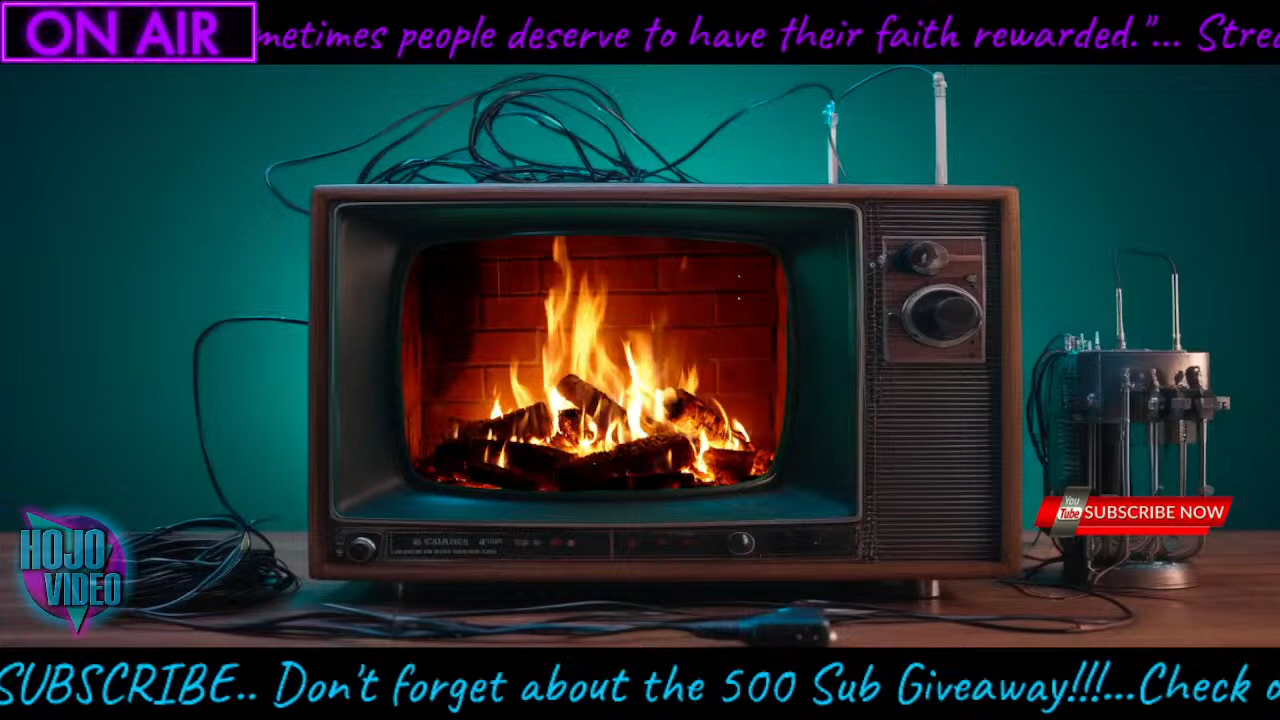 ON AIR
metimes people deserve to have their faith rewarded."... Stre
You
Tube
SUBSCRIBE NOW
HOJO
VIDEO
SUBSCRIBE.. Don't forget about the 500 Sub Giveaway!!!...Check